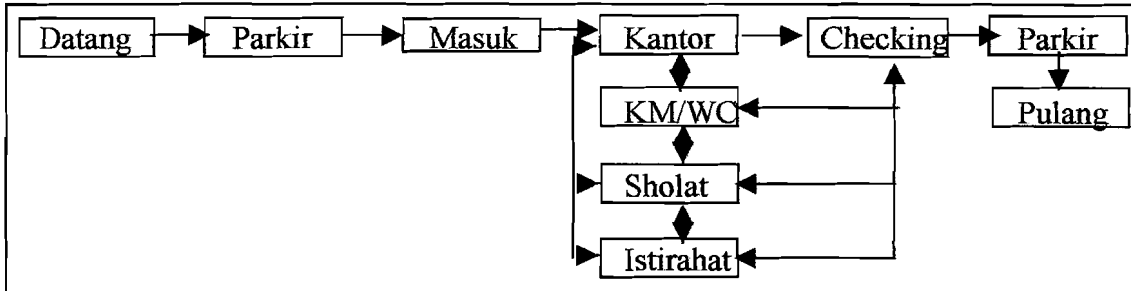 Datang
Parkir
Masuk
Kantor
Checking
Parkir
KM/WC
Pulang
Sholat
Istirahat